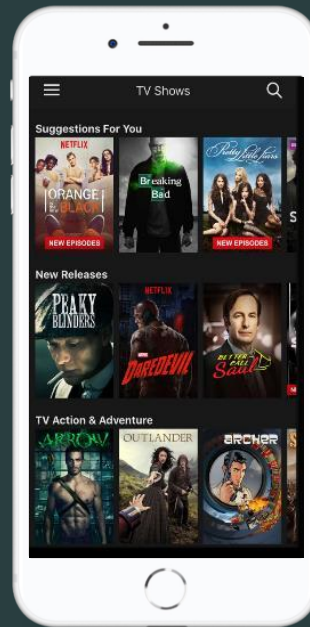 TV Shows
Suggestions For You
NETFLIX
ORANGE
IS THE NEW
BLACK
NEW EPISODES
Breaking
Bad
Pretty Little Liars
NEW EPISODES
New Releases
PEAKY
BLINDERS
NETFLIX
MARVEL
DAREDEVIL
BETTER
CALL
Saul
TV Action & Adventure
ARROW
OUTLANDER
ARCHER